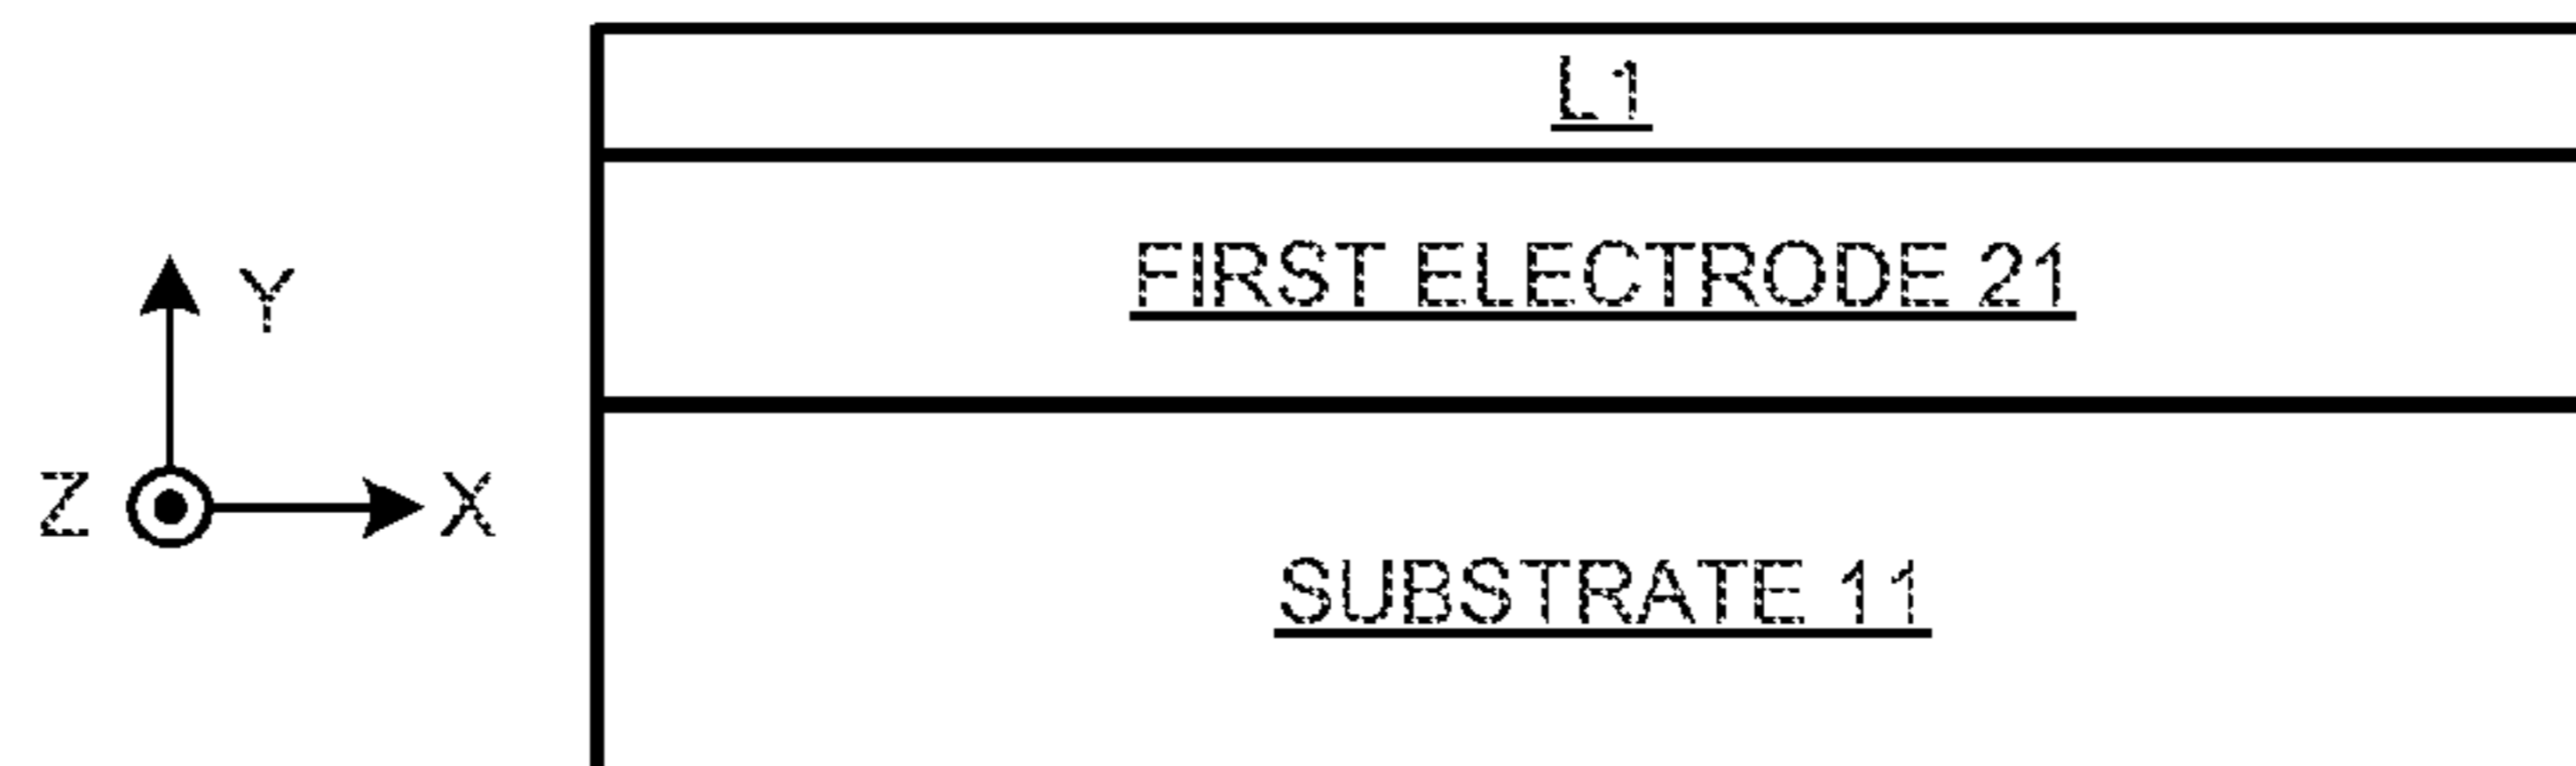 L1
FIRST ELECTRODE 21
Y
Z X
SUBSTRATE 11